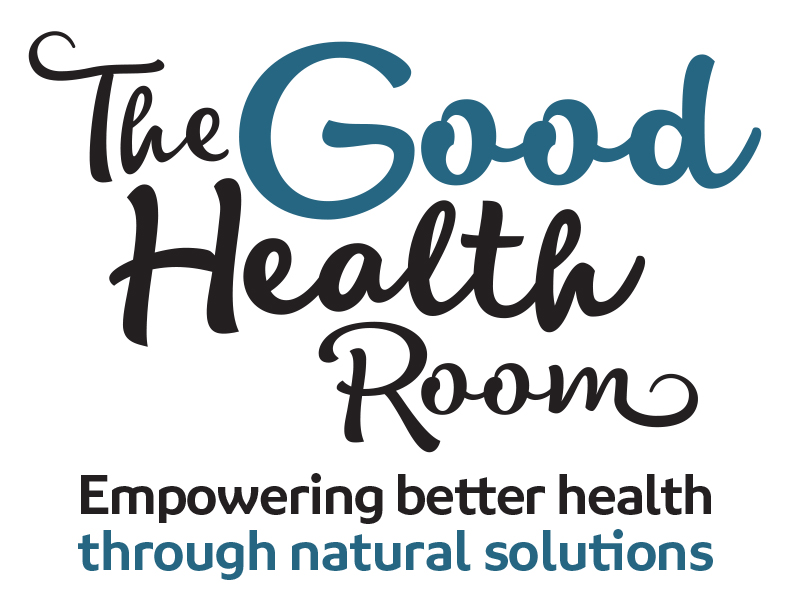 The Good
Health
Room
Empowering better health
through natural solutions